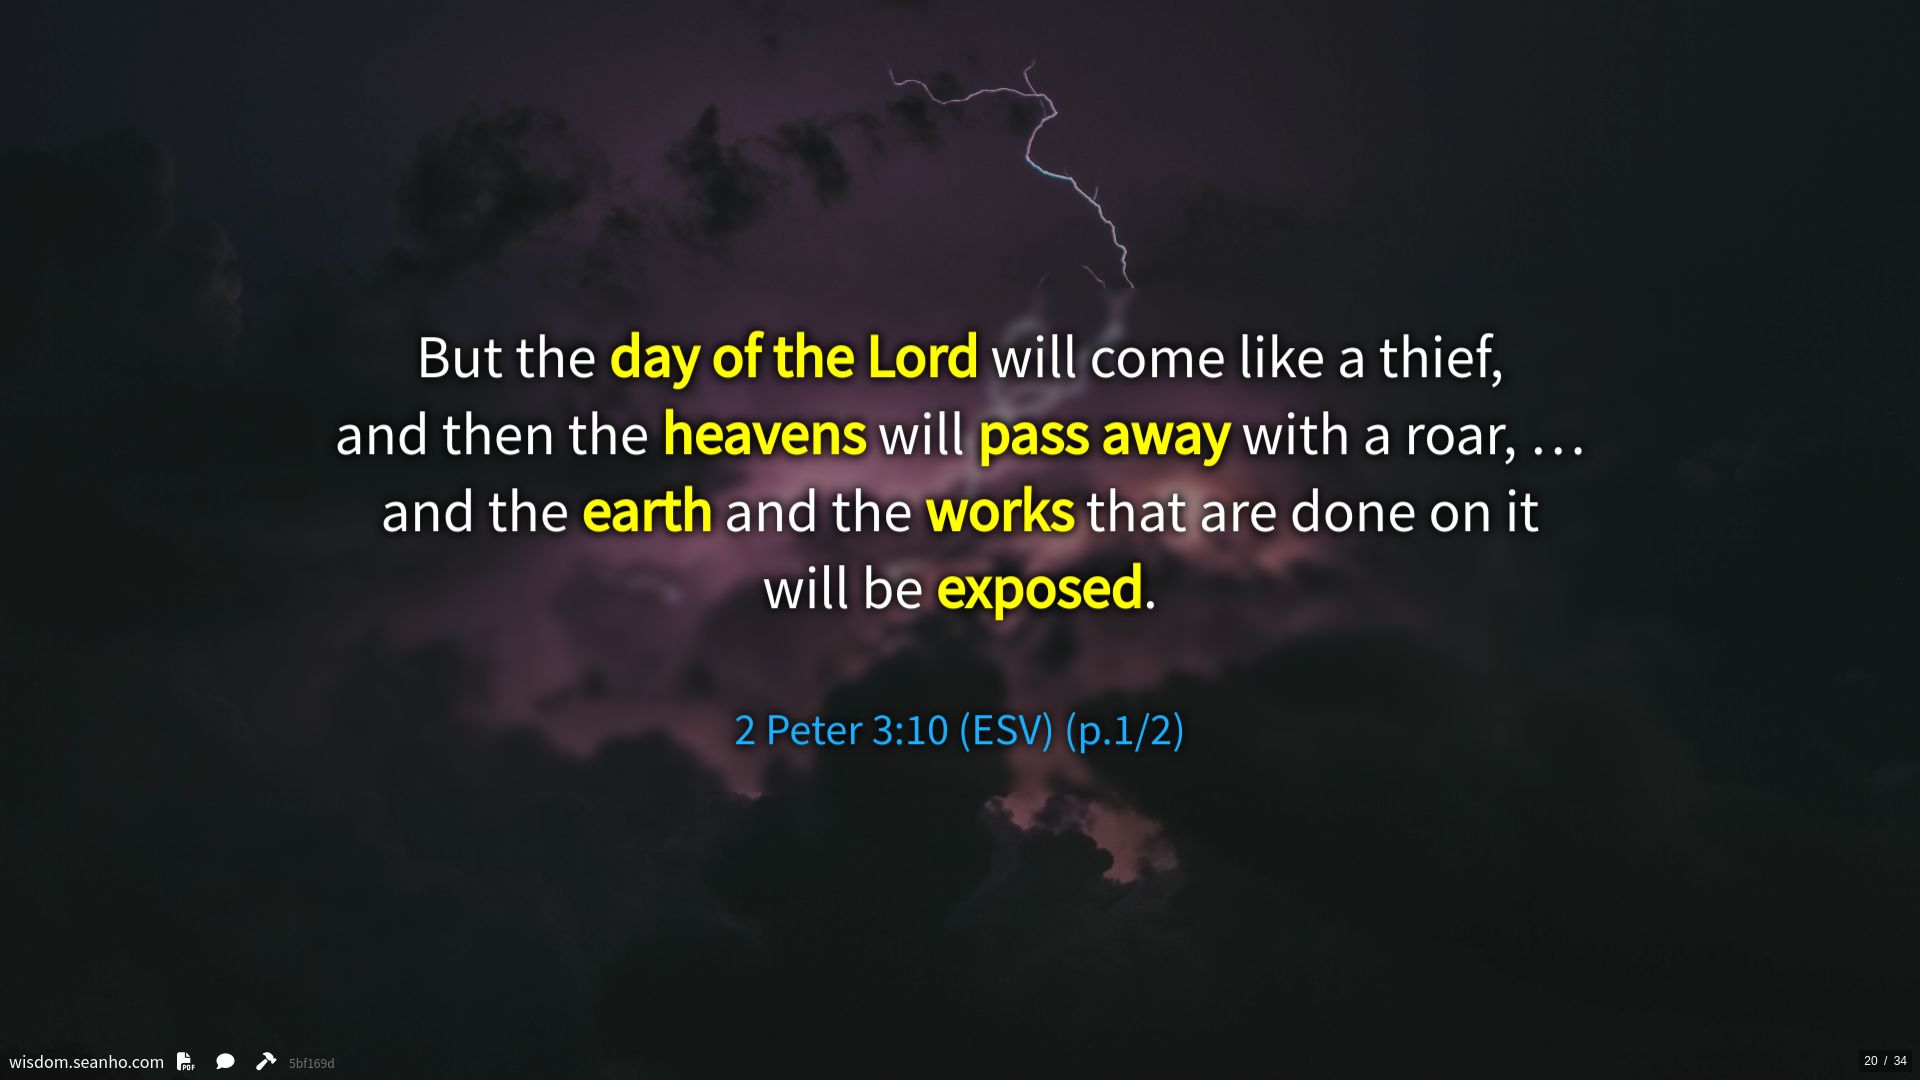 But the day of the Lord will come like a thief,
and then the heavens will pass away with a roar, …
and the earth and the works that are done on it
will be exposed.
2 Peter 3:10 (ESV) (p.1/2)
wisdom.seanho.com PDF 5bf169d
20 / 34